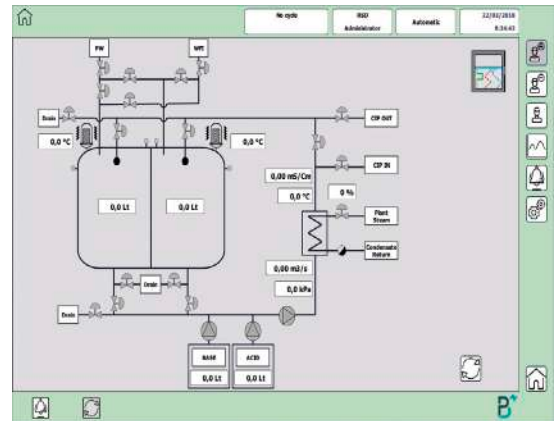 No cycle
RED
Administrator
Automatic
22/02/2018
PW
WFI
Drain
CIP OUT
0,0 °C
0,0 °C
0,00 mS/Cm
CIP IN
0,0 °C
0 %
0,0 Lt
0,0 Lt
Plant
Steam
Condensate
Return
0,00 m3/s
Drain
0,0 kPa
Drain
BASE
ACID
0,0 Lt
0,0 Lt